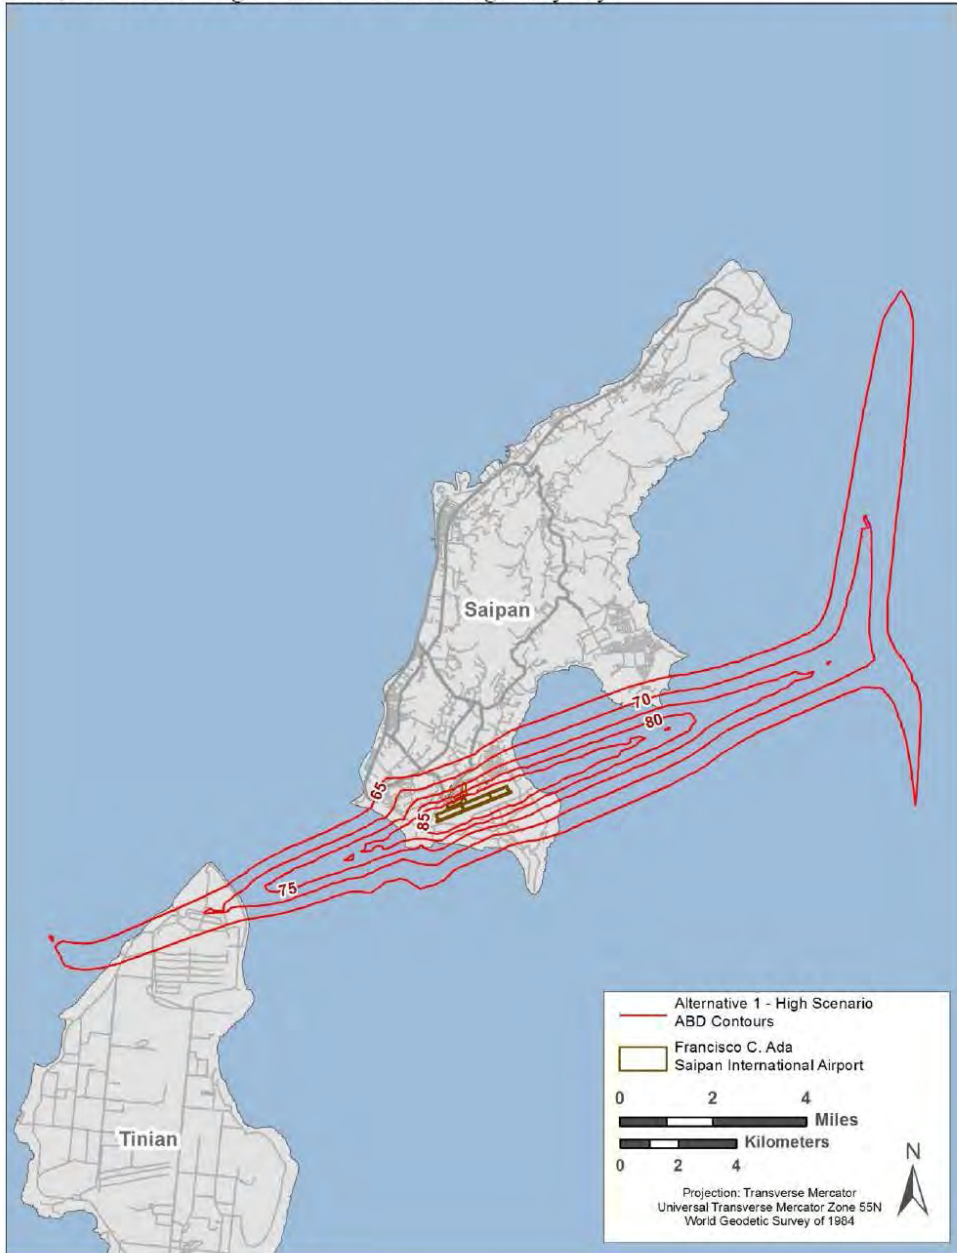 Saipan
70
80
65
85
75
Tinian
Alternative 1 - High Scenario
ABD Contours
Francisco C. Ada
Saipan International Airport
0 2 4
Miles
Kilometers
0 2 4
N
Projection: Transverse Mercator
Universal Transverse Mercator Zone 55N
World Geodetic Survey of 1984